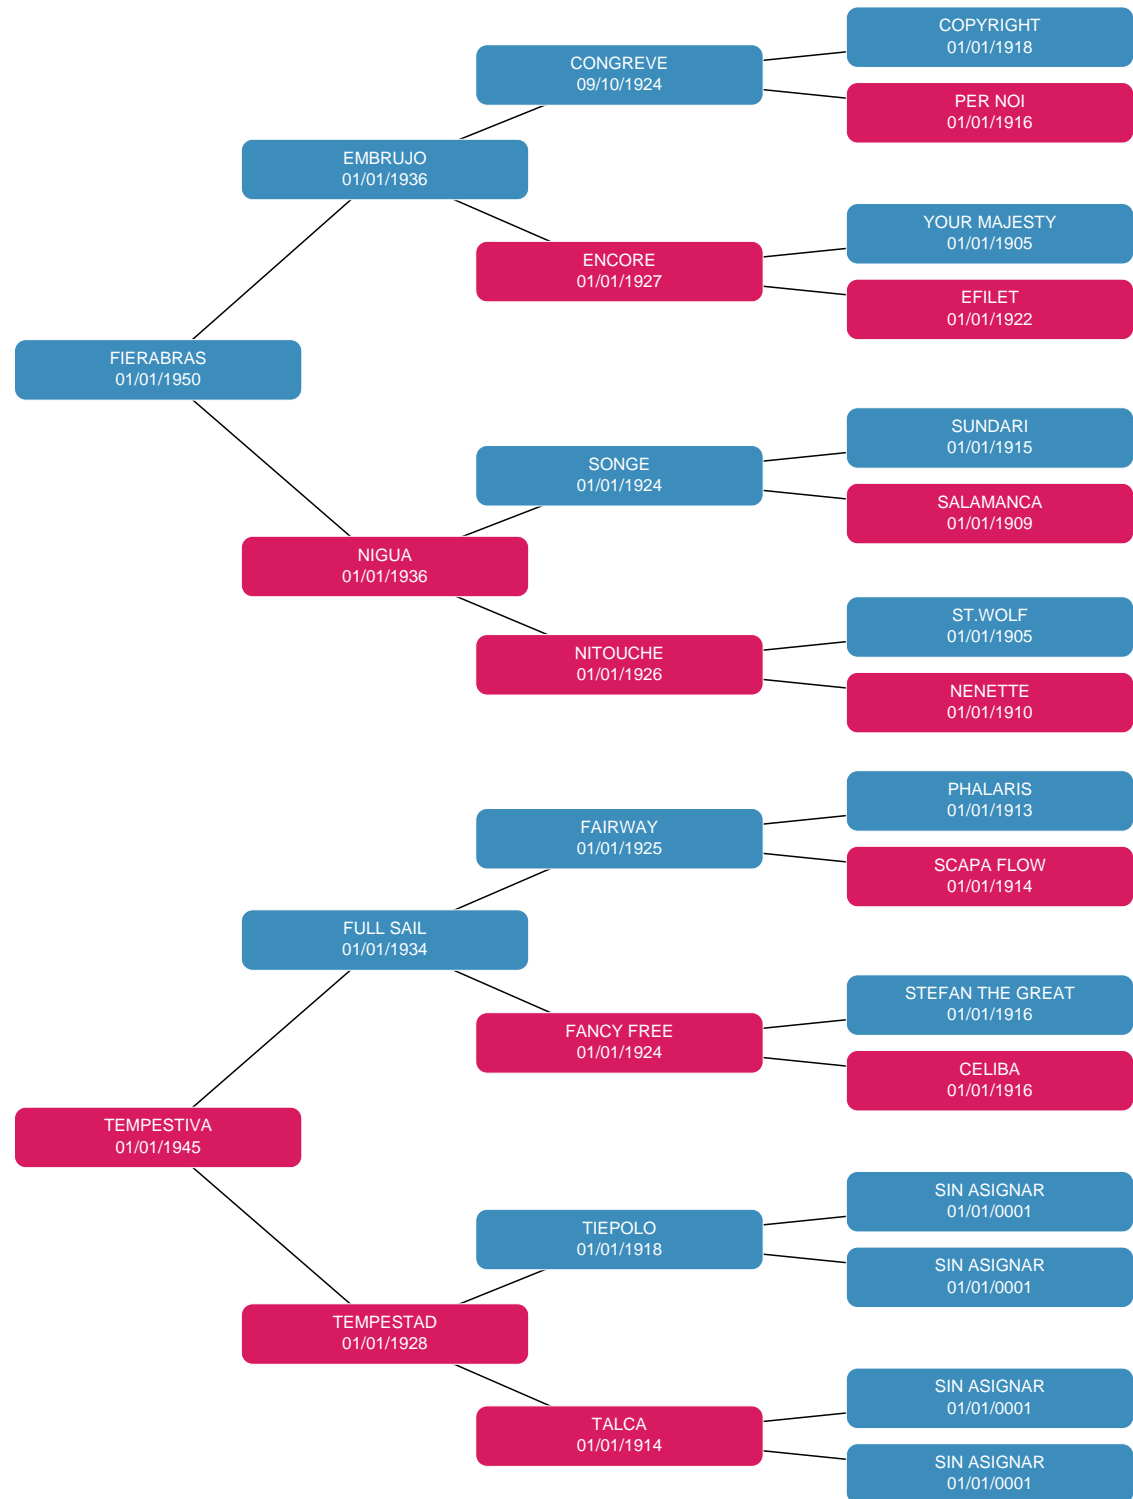 COPYRIGHT
01/01/1918
CONGREVE
09/10/1924
PER NOI
01/01/1916
EMBRUJO
01/01/1936
YOUR MAJESTY
01/01/1905
ENCORE
01/01/1927
EFILET
01/01/1922
FIERABRAS
01/01/1950
SUNDARI
01/01/1915
SONGE
01/01/1924
SALAMANCA
01/01/1909
NIGUA
01/01/1936
ST.WOLF
01/01/1905
NITOUCHE
01/01/1926
NENETTE
01/01/1910
PHALARIS
01/01/1913
FAIRWAY
01/01/1925
SCAPA FLOW
01/01/1914
FULL SAIL
01/01/1934
STEFAN THE GREAT
01/01/1916
FANCY FREE
01/01/1924
CELIBA
01/01/1916
TEMPESTIVA
01/01/1945
SIN ASIGNAR
01/01/0001
TIEPOLO
01/01/1918
SIN ASIGNAR
01/01/0001
TEMPESTAD
01/01/1928
SIN ASIGNAR
01/01/0001
TALCA
01/01/1914
SIN ASIGNAR
01/01/0001